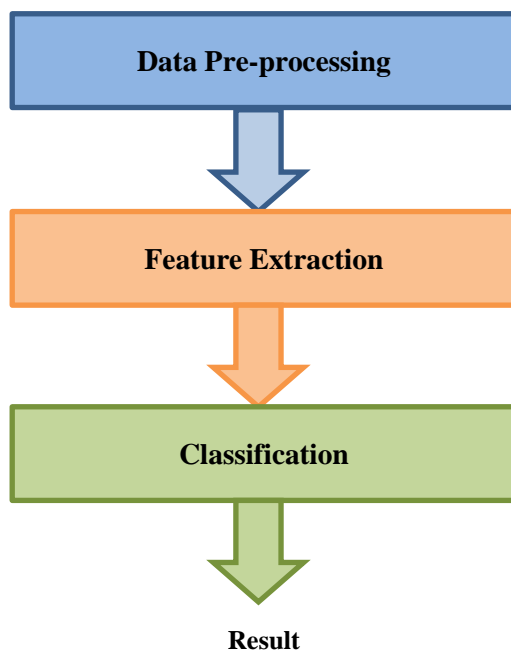 Data Pre-processing
Feature Extraction
Classification
Result